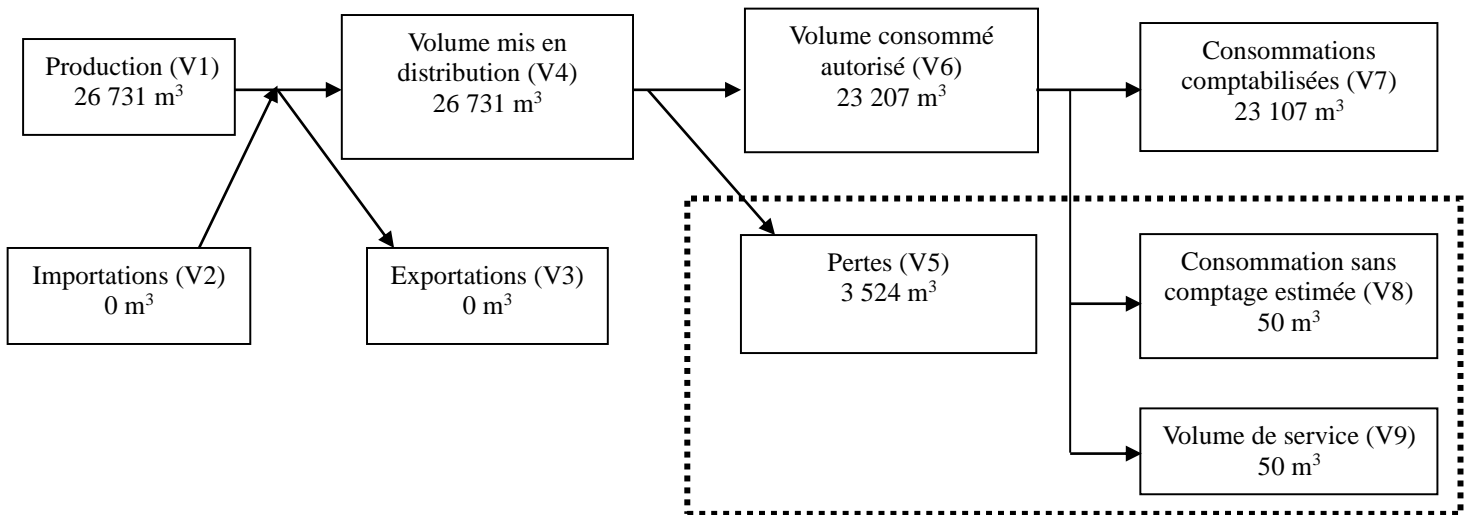 Production (V1)
26 731 m³
Volume mis en
distribution (V4)
26 731 m³
Volume consommé
autorisé (V6)
23 207 m³
Consommations
comptabilisées (V7)
23 107 m³
Importations (V2)
0 m³
Exportations (V3)
0 m³
Pertes (V5)
3 524 m³
Consommation sans
comptage estimée (V8)
50 m³
Volume de service (V9)
50 m³